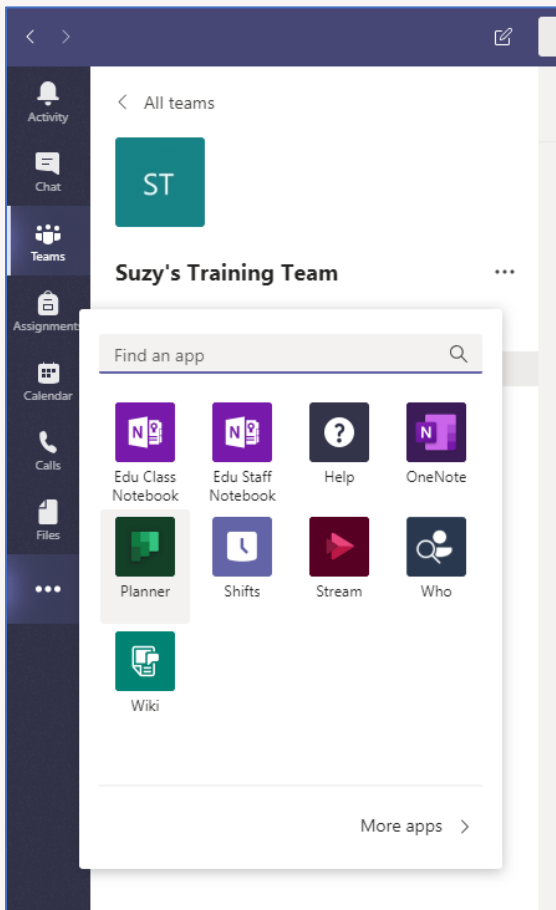 Activity
Chat
Teams
Assignments
Calendar
Calls
Files
All teams
ST
Suzy's Training Team
Find an app
Edu Class
Notebook
Edu Staff
Notebook
Help
OneNote
Planner
Shifts
Stream
Who
Wiki
More apps